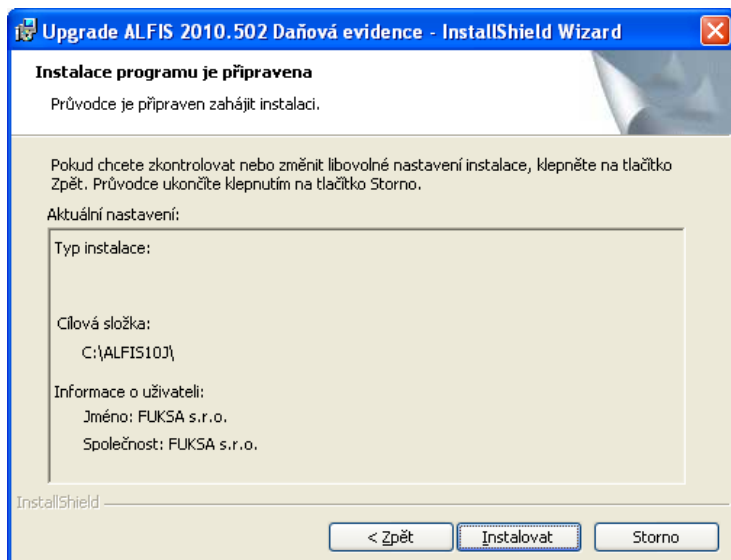 Upgrade ALFIS 2010.502 Daňová evidence - InstallShield Wizard
Instalace programu je připravena
Průvodce je připraven zahájit instalaci.
Pokud chcete zkontrolovat nebo změnit libovolné nastavení instalace, klepněte na tlačítko
Zpět. Průvodce ukončíte klepnutím na tlačítko Storno.
Aktuální nastavení:
Typ instalace:
Cílová složka:
C:\ALFIS10J\
Informace o uživateli:
Jméno: FUKSA s.r.o.
Společnost: FUKSA s.r.o.
InstallShield
< Zpět Instalovat Storno